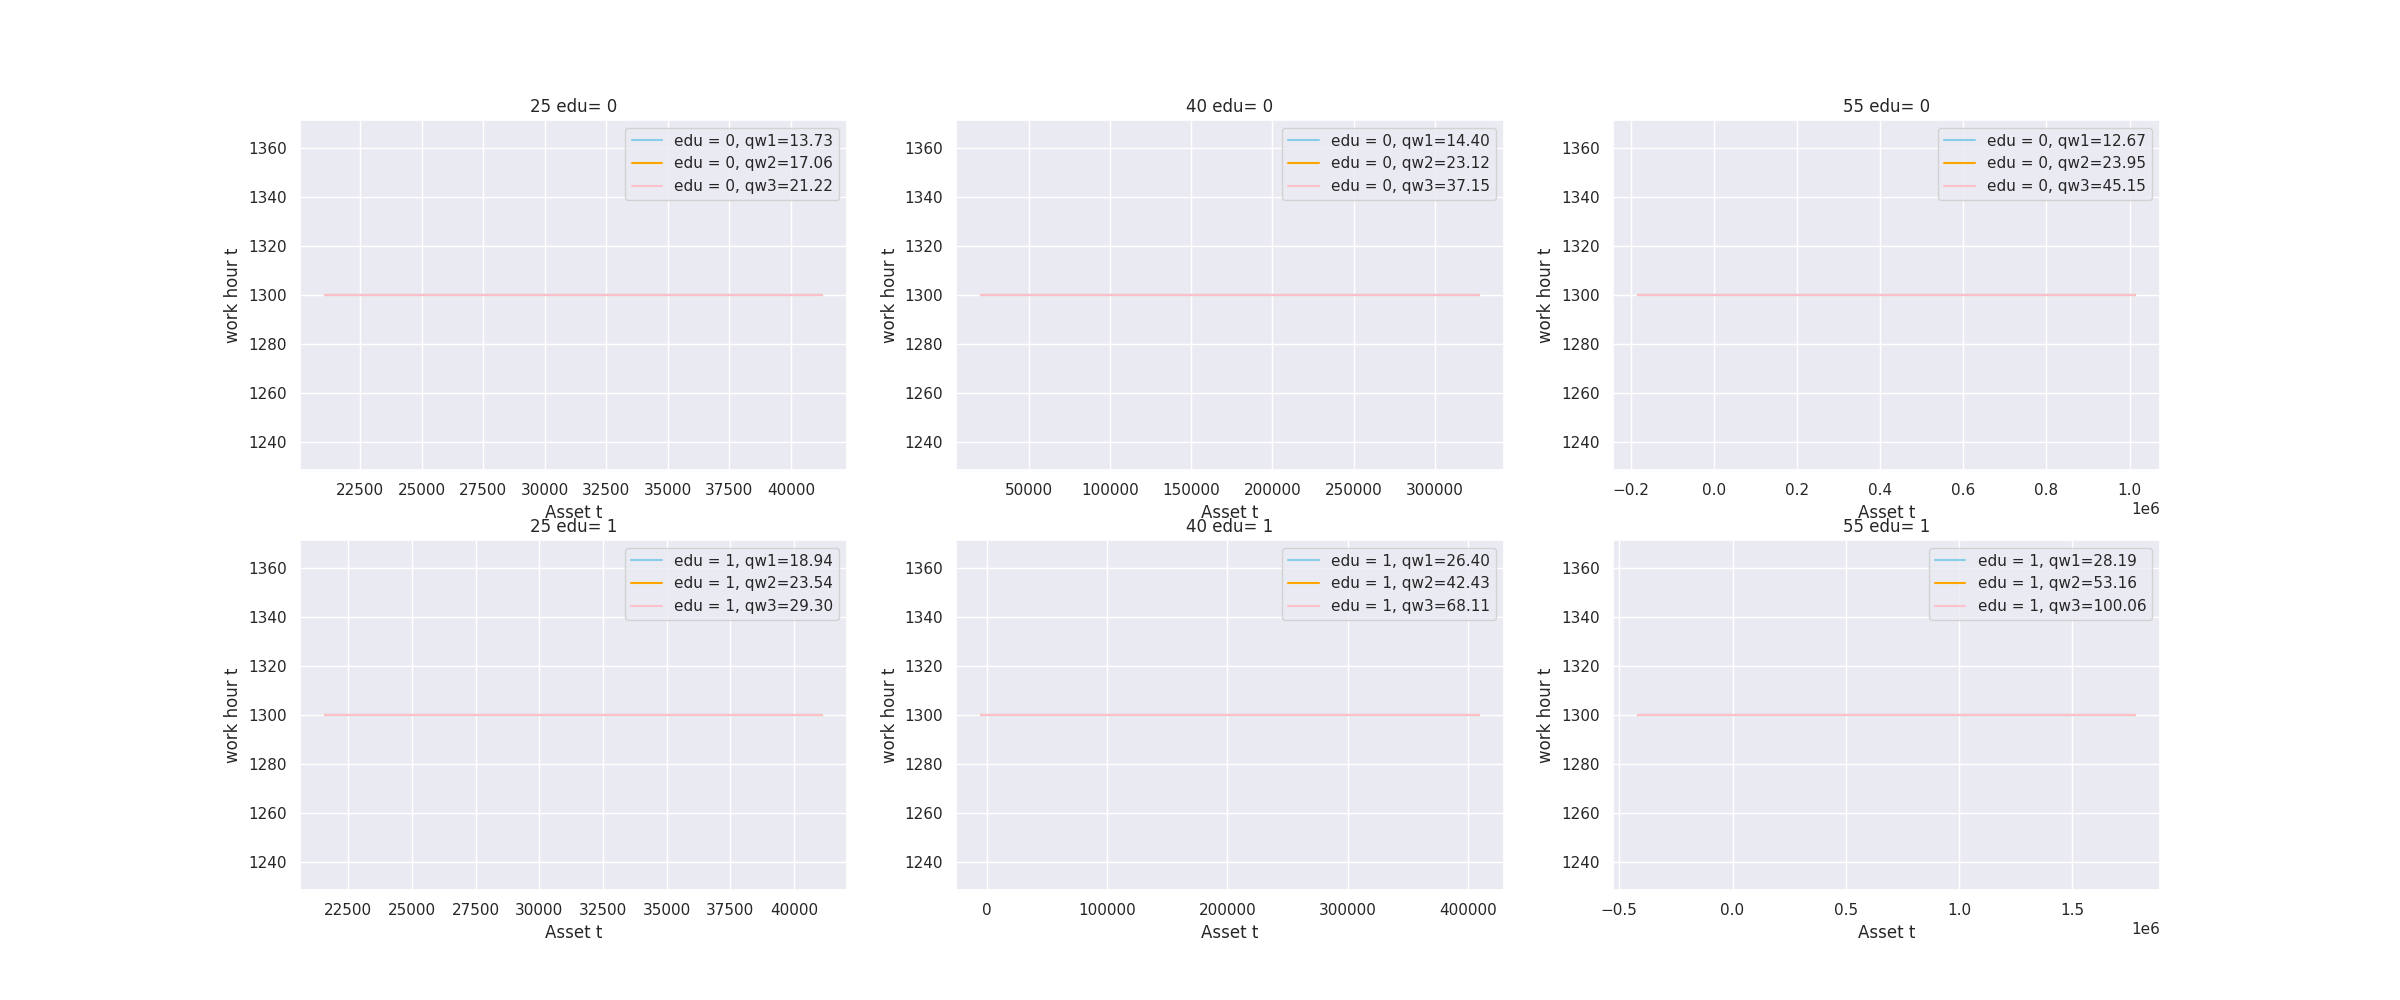 25 edu= 0
edu = 0, qw1=13.73
edu = 0, qw2=17.06
edu = 0, qw3=21.22
work hour t
1360
1340
1320
1300
1280
1260
1240
22500 25000 27500 30000 32500 35000 37500 40000
Asset t
40 edu= 0
edu = 0, qw1=14.40
edu = 0, qw2=23.12
edu = 0, qw3=37.15
work hour t
1360
1340
1320
1300
1280
1260
1240
50000 100000 150000 200000 250000 300000
Asset t
55 edu= 0
edu = 0, qw1=12.67
edu = 0, qw2=23.95
edu = 0, qw3=45.15
work hour t
1360
1340
1320
1300
1280
1260
1240
−0.2 0.0 0.2 0.4 0.6 0.8 1.0
1e6
Asset t
25 edu= 1
edu = 1, qw1=18.94
edu = 1, qw2=23.54
edu = 1, qw3=29.30
work hour t
1360
1340
1320
1300
1280
1260
1240
22500 25000 27500 30000 32500 35000 37500 40000
Asset t
40 edu= 1
edu = 1, qw1=26.40
edu = 1, qw2=42.43
edu = 1, qw3=68.11
work hour t
1360
1340
1320
1300
1280
1260
1240
0 100000 200000 300000 400000
Asset t
55 edu= 1
edu = 1, qw1=28.19
edu = 1, qw2=53.16
edu = 1, qw3=100.06
work hour t
1360
1340
1320
1300
1280
1260
1240
−0.5 0.0 0.5 1.0 1.5
1e6
Asset t